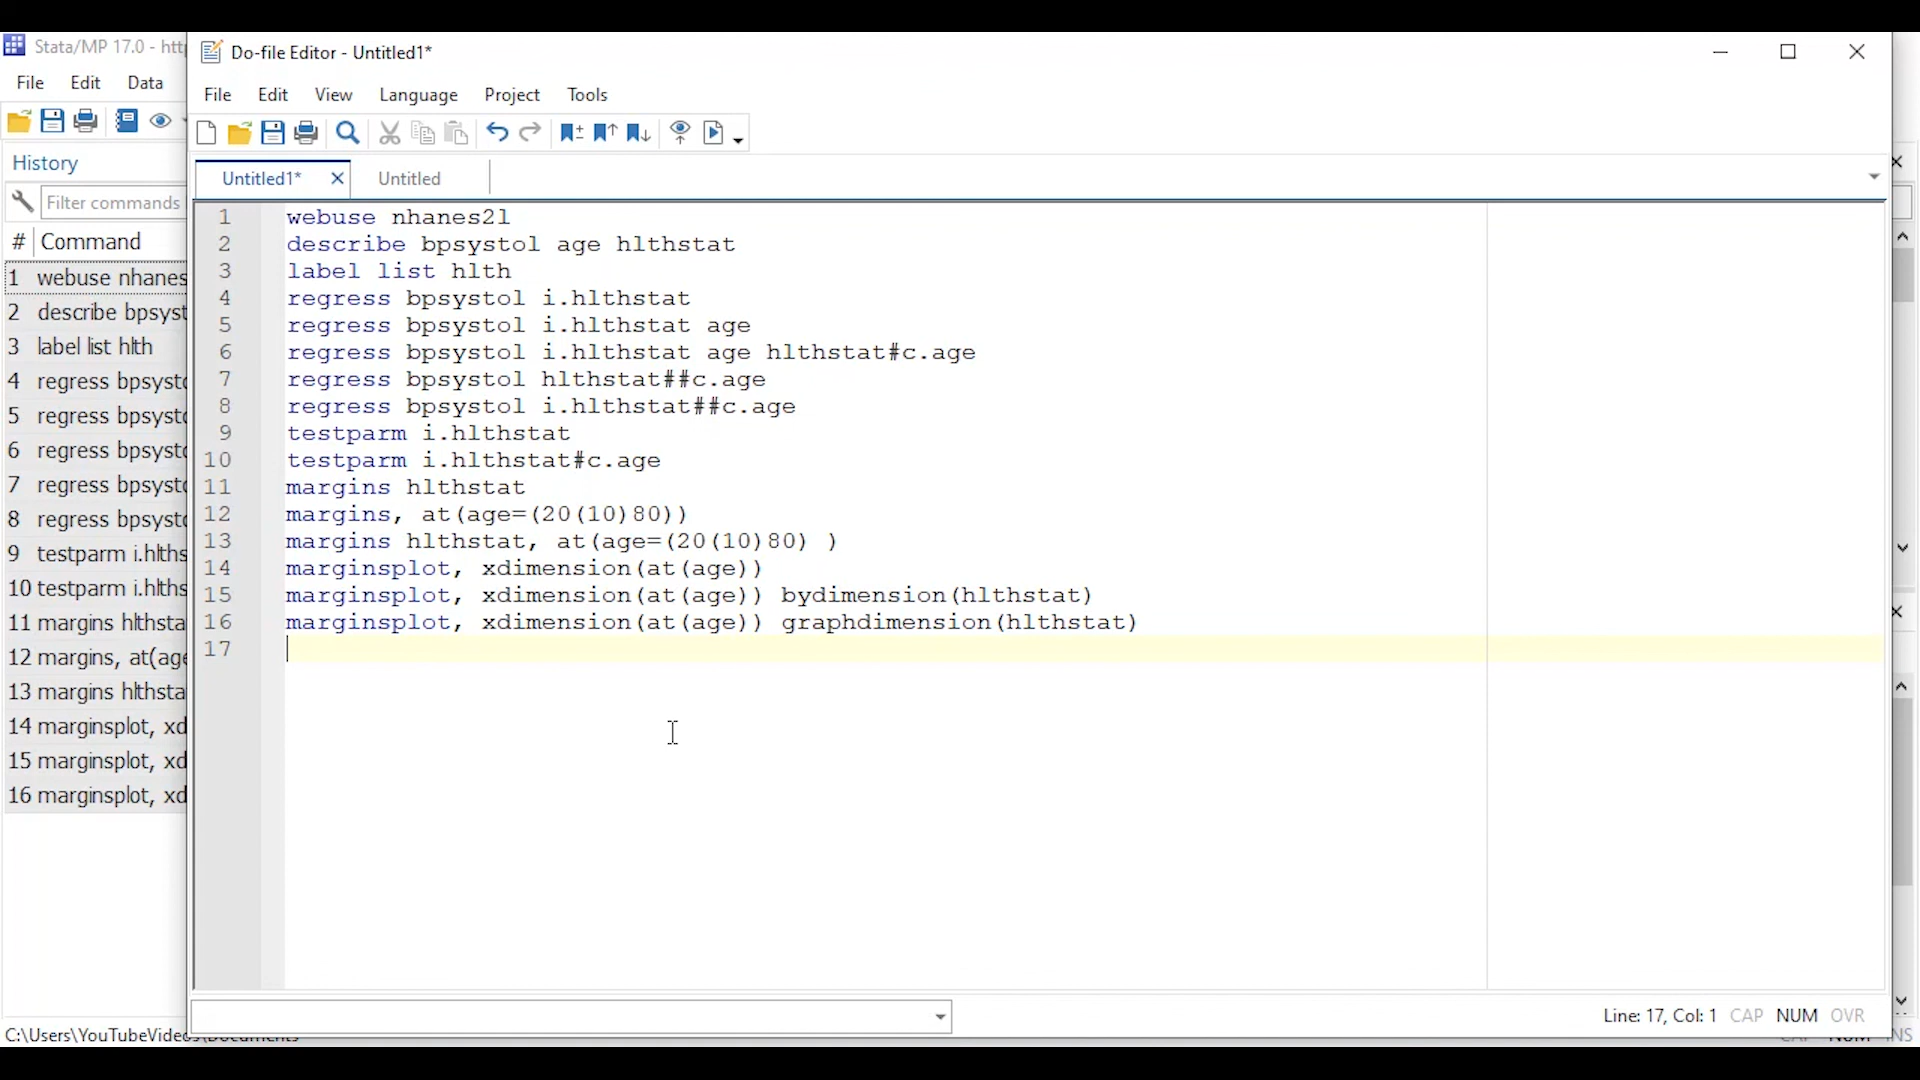 Stata/MP 17.0 - htt
File Edit Data
History
Filter commands
# Command
1 webuse nhanes
2 describe bpsyst
3 label list hlth
4 regress bpsyst
5 regress bpsyst
6 regress bpsyst
7 regress bpsyst
8 regress bpsyst
9 testparm i.hlths
10 testparm i.hlths
11 margins hlthsta
12 margins, at(age
13 margins hlthsta
14 marginsplot, xd
15 marginsplot, xd
16 marginsplot, xd
Do-file Editor - Untitled1*
File Edit View Language Project Tools
Untitled1* Untitled
1 webuse nhanes2l
2 describe bpsystol age hlthstat
3 label list hlth
4 regress bpsystol i.hlthstat
5 regress bpsystol i.hlthstat age
6 regress bpsystol i.hlthstat age hlthstat#c.age
7 regress bpsystol hlthstat##c.age
8 regress bpsystol i.hlthstat##c.age
9 testparm i.hlthstat
10 testparm i.hlthstat#c.age
11 margins hlthstat
12 margins, at(age=(20(10)80))
13 margins hlthstat, at(age=(20(10)80) )
14 marginsplot, xdimension(at(age))
15 marginsplot, xdimension(at(age)) bydimension(hlthstat)
16 marginsplot, xdimension(at(age)) graphdimension(hlthstat)
17
Line: 17, Col: 1 CAP NUM OVR
C:\Users\YouTubeVideos\Documents
CAP NUM INS